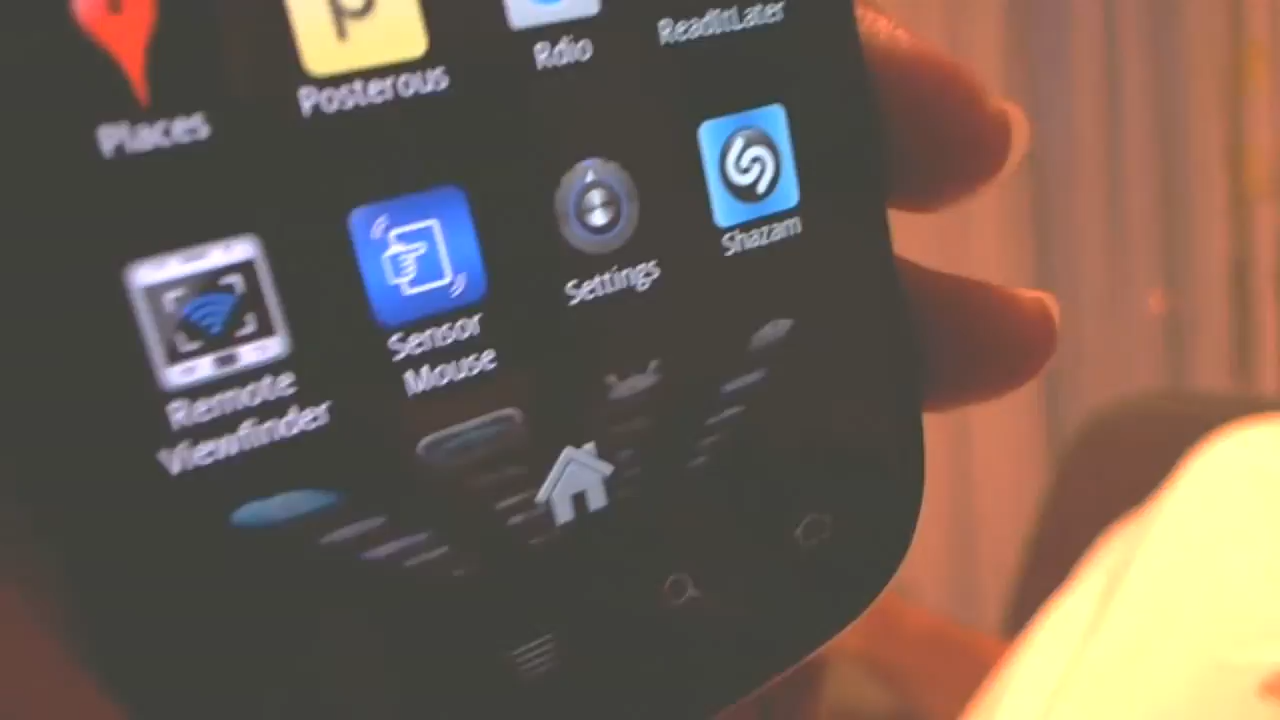 Places
Posterous
p
Rdio
ReadItLater
Remote
Viewfinder
Sensor
Mouse
Settings
Shazam